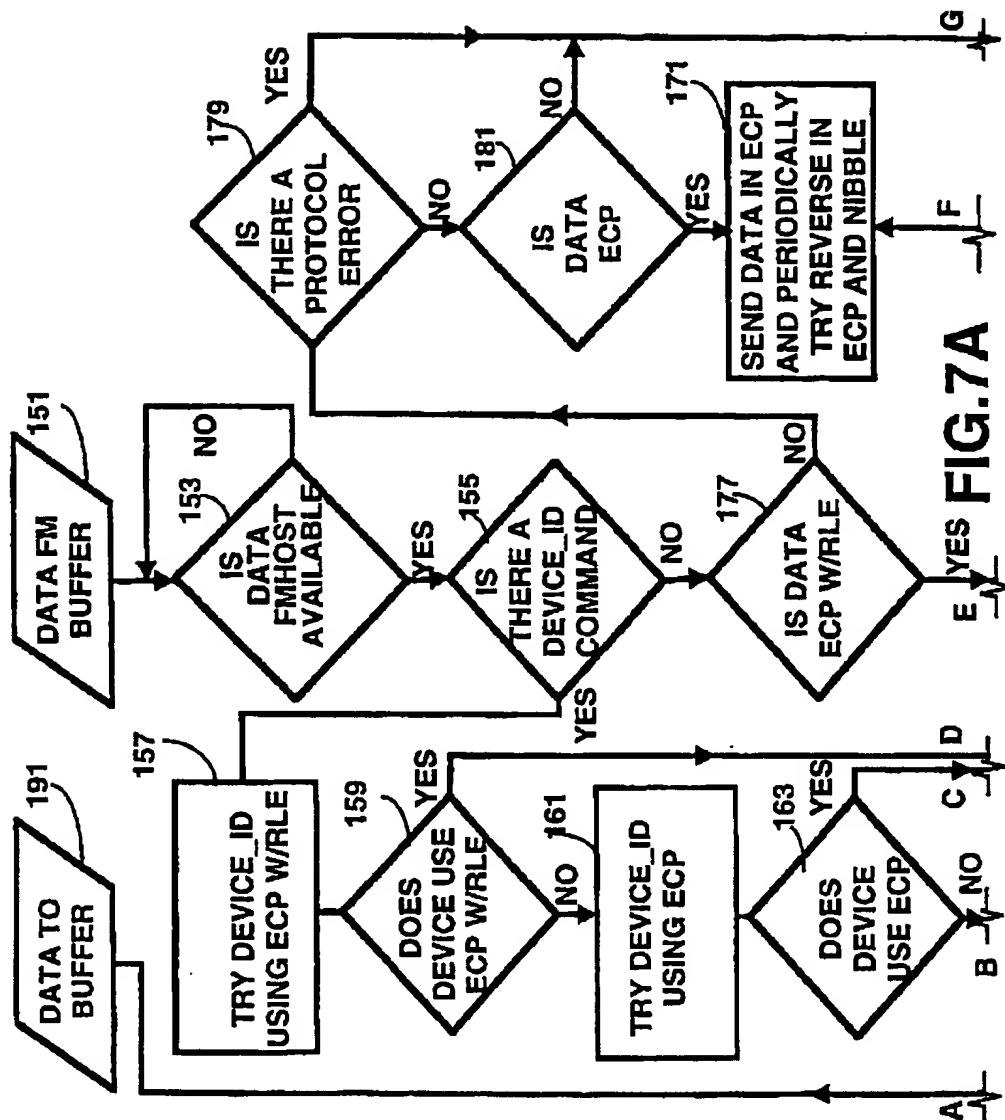 DATA TO
BUFFER
191
DATA FM
BUFFER
151
TRY DEVICE_ID
USING ECP W/RLE
157
IS
DATA
FMHOST
AVAILABLE
153
NO
YES
DOES
DEVICE USE
ECP W/RLE
159
YES
NO
IS
THERE A
DEVICE_ID
COMMAND
155
YES
NO
TRY DEVICE_ID
USING ECP
161
IS DATA
ECP W/RLE
177
NO
YES
DOES
DEVICE
USE ECP
163
YES
NO
IS
THERE A
PROTOCOL
ERROR
179
YES
NO
IS
DATA
ECP
181
NO
YES
SEND DATA IN ECP
AND PERIODICALLY
TRY REVERSE IN
ECP AND NIBBLE
171
A
B
C
D
E
F
G
FIG.7A